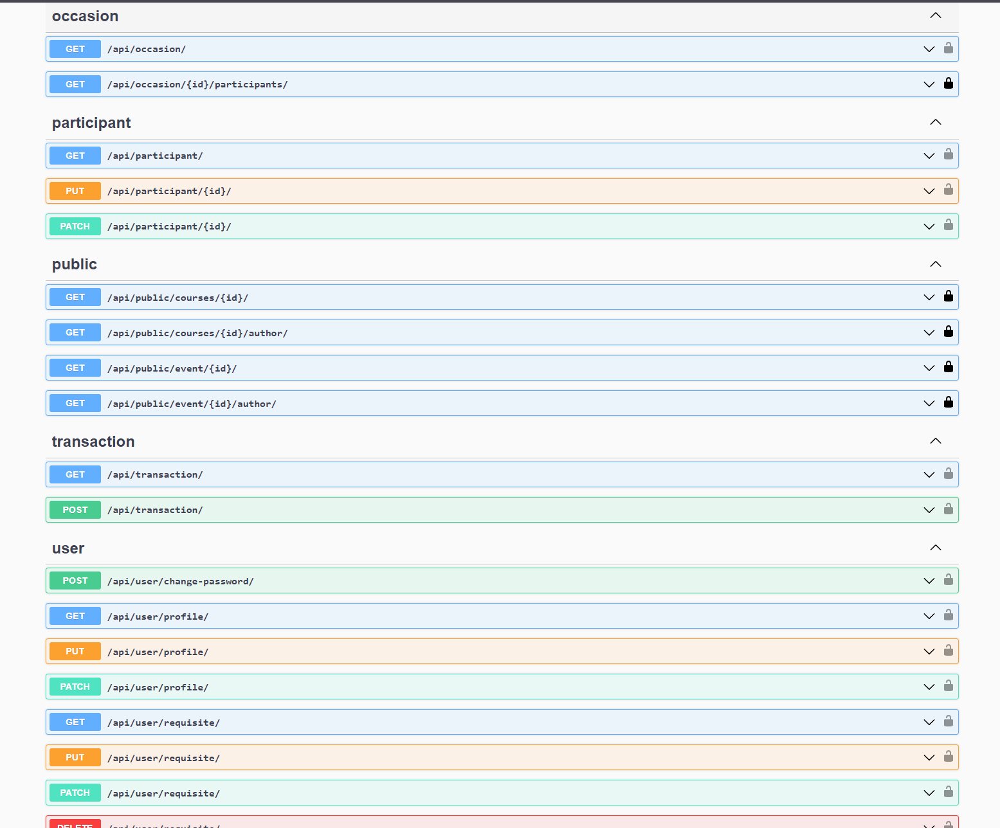 occasion
GET /api/occasion/
GET /api/occasion/{id}/participants/
participant
GET /api/participant/
PUT /api/participant/{id}/
PATCH /api/participant/{id}/
public
GET /api/public/courses/{id}/
GET /api/public/courses/{id}/author/
GET /api/public/event/{id}/
GET /api/public/event/{id}/author/
transaction
GET /api/transaction/
POST /api/transaction/
user
POST /api/user/change-password/
GET /api/user/profile/
PUT /api/user/profile/
PATCH /api/user/profile/
GET /api/user/requisite/
PUT /api/user/requisite/
PATCH /api/user/requisite/
DELETE /api/user/requisite/